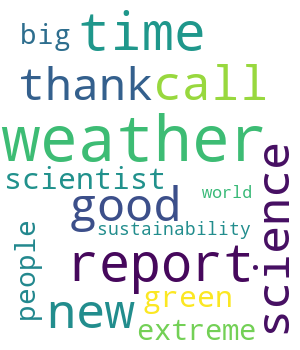 big time
thank call
weather
scientist
good world
sustainability
report
science
people
new green
extreme